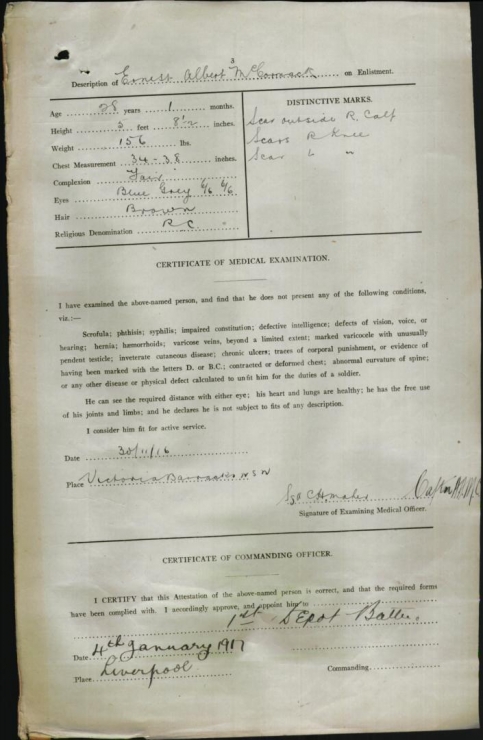 3
Description of Ernest Albert McCormack on Enlistment.
Age 28 years 1 months.
Height 5 feet 8½ inches.
Weight 156 lbs.
Chest Measurement 34-38 inches.
Complexion Fair
Eyes Blue Grey 6/6 6/6
Hair Brown
Religious Denomination R C
DISTINCTIVE MARKS.
Scar outside R. Calf
Scars R Knee
Scar L "
CERTIFICATE OF MEDICAL EXAMINATION.
I have examined the above-named person, and find that he does not present any of the following conditions,
viz.:—
Scrofula; phthisis; syphilis; impaired constitution; defective intelligence; defects of vision, voice, or
hearing; hernia; hæmorrhoids; varicose veins, beyond a limited extent; marked varicocele with unusually
pendent testicle; inveterate cutaneous disease; chronic ulcers; traces of corporal punishment, or evidence of
having been marked with the letters D. or B.C.; contracted or deformed chest; abnormal curvature of spine;
or any other disease or physical defect calculated to unfit him for the duties of a soldier.
He can see the required distance with either eye; his heart and lungs are healthy; he has the free use
of his joints and limbs; and he declares he is not subject to fits of any description.
I consider him fit for active service.
Date 30/11/16
Place Victoria Barracks N S W
Signature of Examining Medical Officer.
CERTIFICATE OF COMMANDING OFFICER.
I CERTIFY that this Attestation of the above-named person is correct, and that the required forms
have been complied with. I accordingly approve, and appoint him to
1st Depot Battn.
Date 4th January 1917
Place Liverpool
Commanding